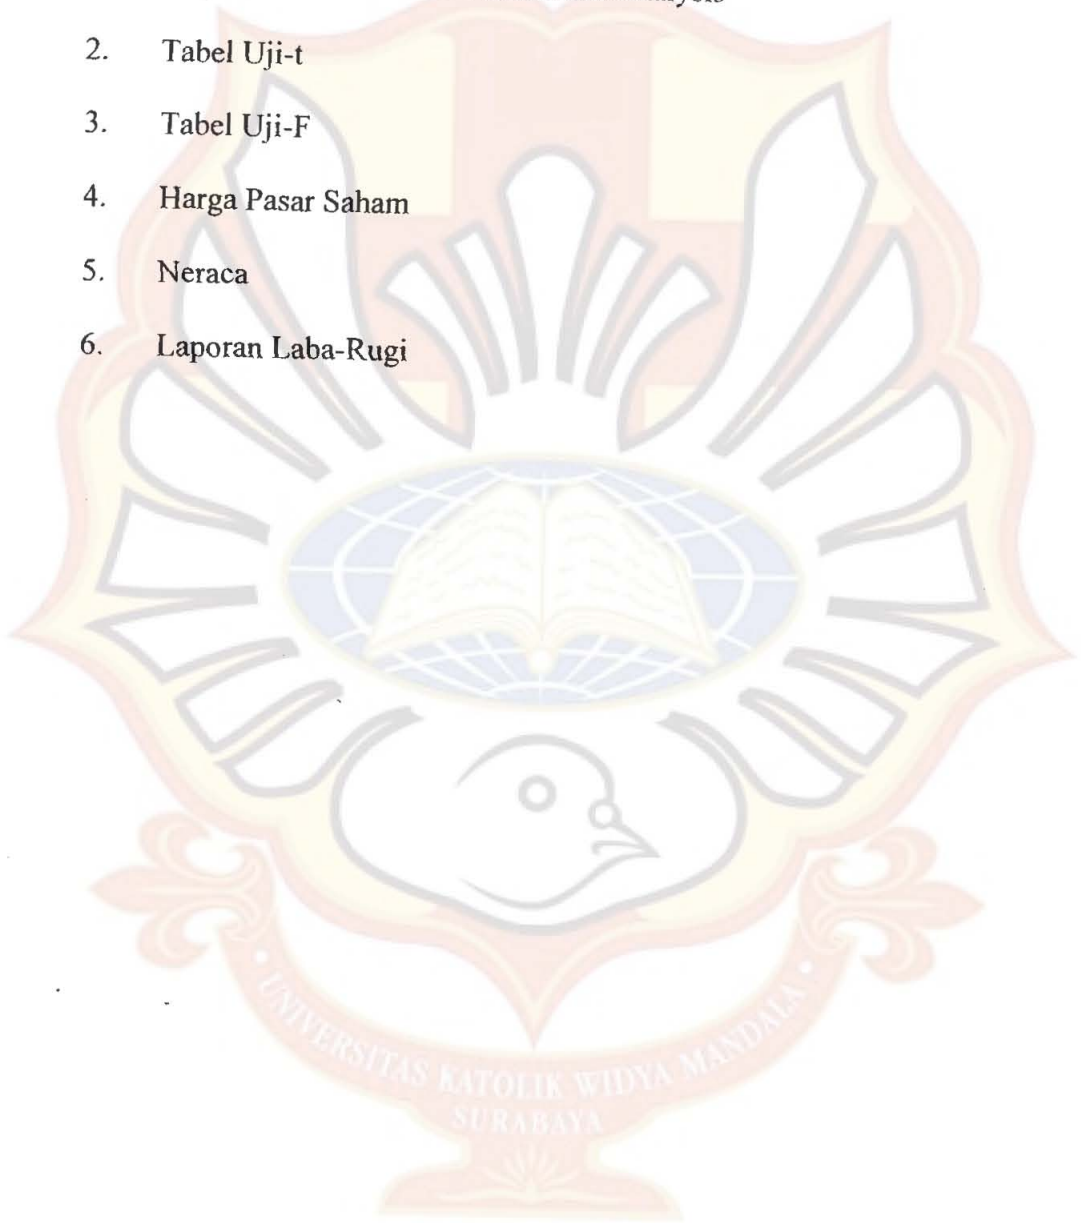 2. Tabel Uji-t
3. Tabel Uji-F
4. Harga Pasar Saham
5. Neraca
6. Laporan Laba-Rugi
UNIVERSITAS KATOLIK WIDYA MANDALA
SURABAYA